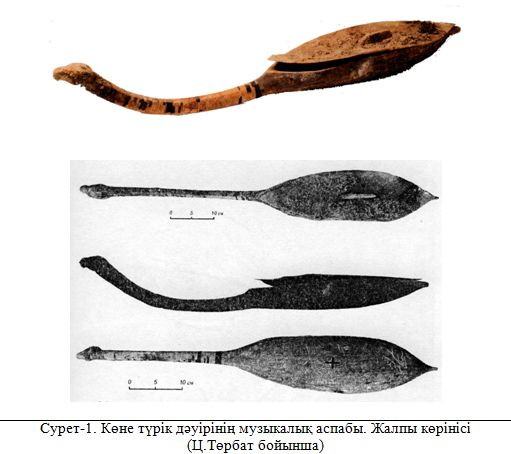 0 5 10 см
0 5 10 см
Сурет-1. Көне түрік дәуірінің музыкалық аспабы. Жалпы көрінісі
(Ц.Төрбат бойынша)